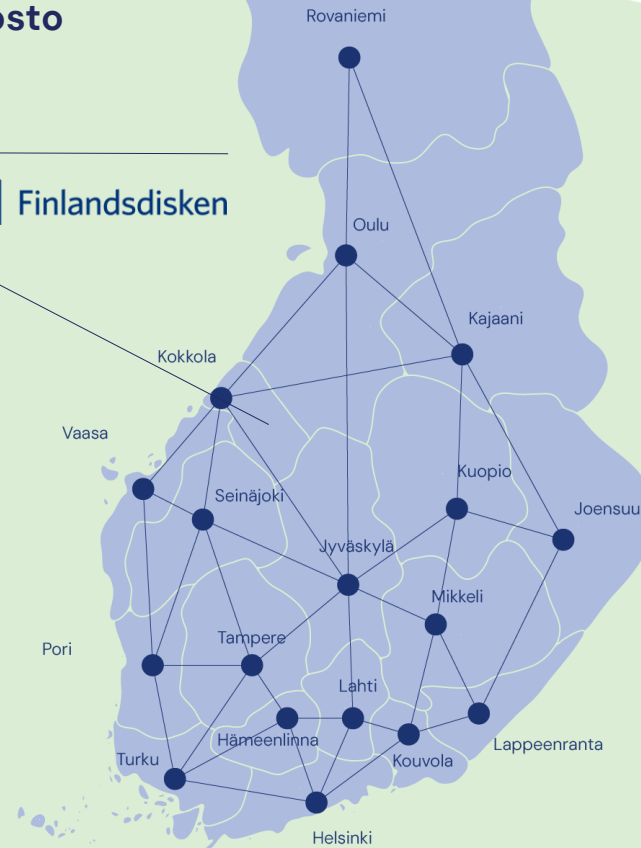 osto
Rovaniemi
Finlandsdisken
Oulu
Kajaani
Kokkola
Vaasa
Kuopio
Seinäjoki
Joensuu
Jyväskylä
Mikkeli
Tampere
Pori
Lahti
Hämeenlinna
Lappeenranta
Turku
Kouvola
Helsinki